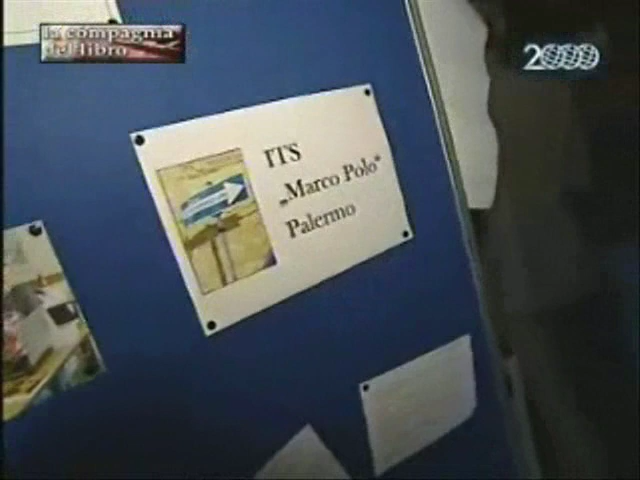 la compagnia
del libro
2000
ITS
„Marco Polo“
Palermo